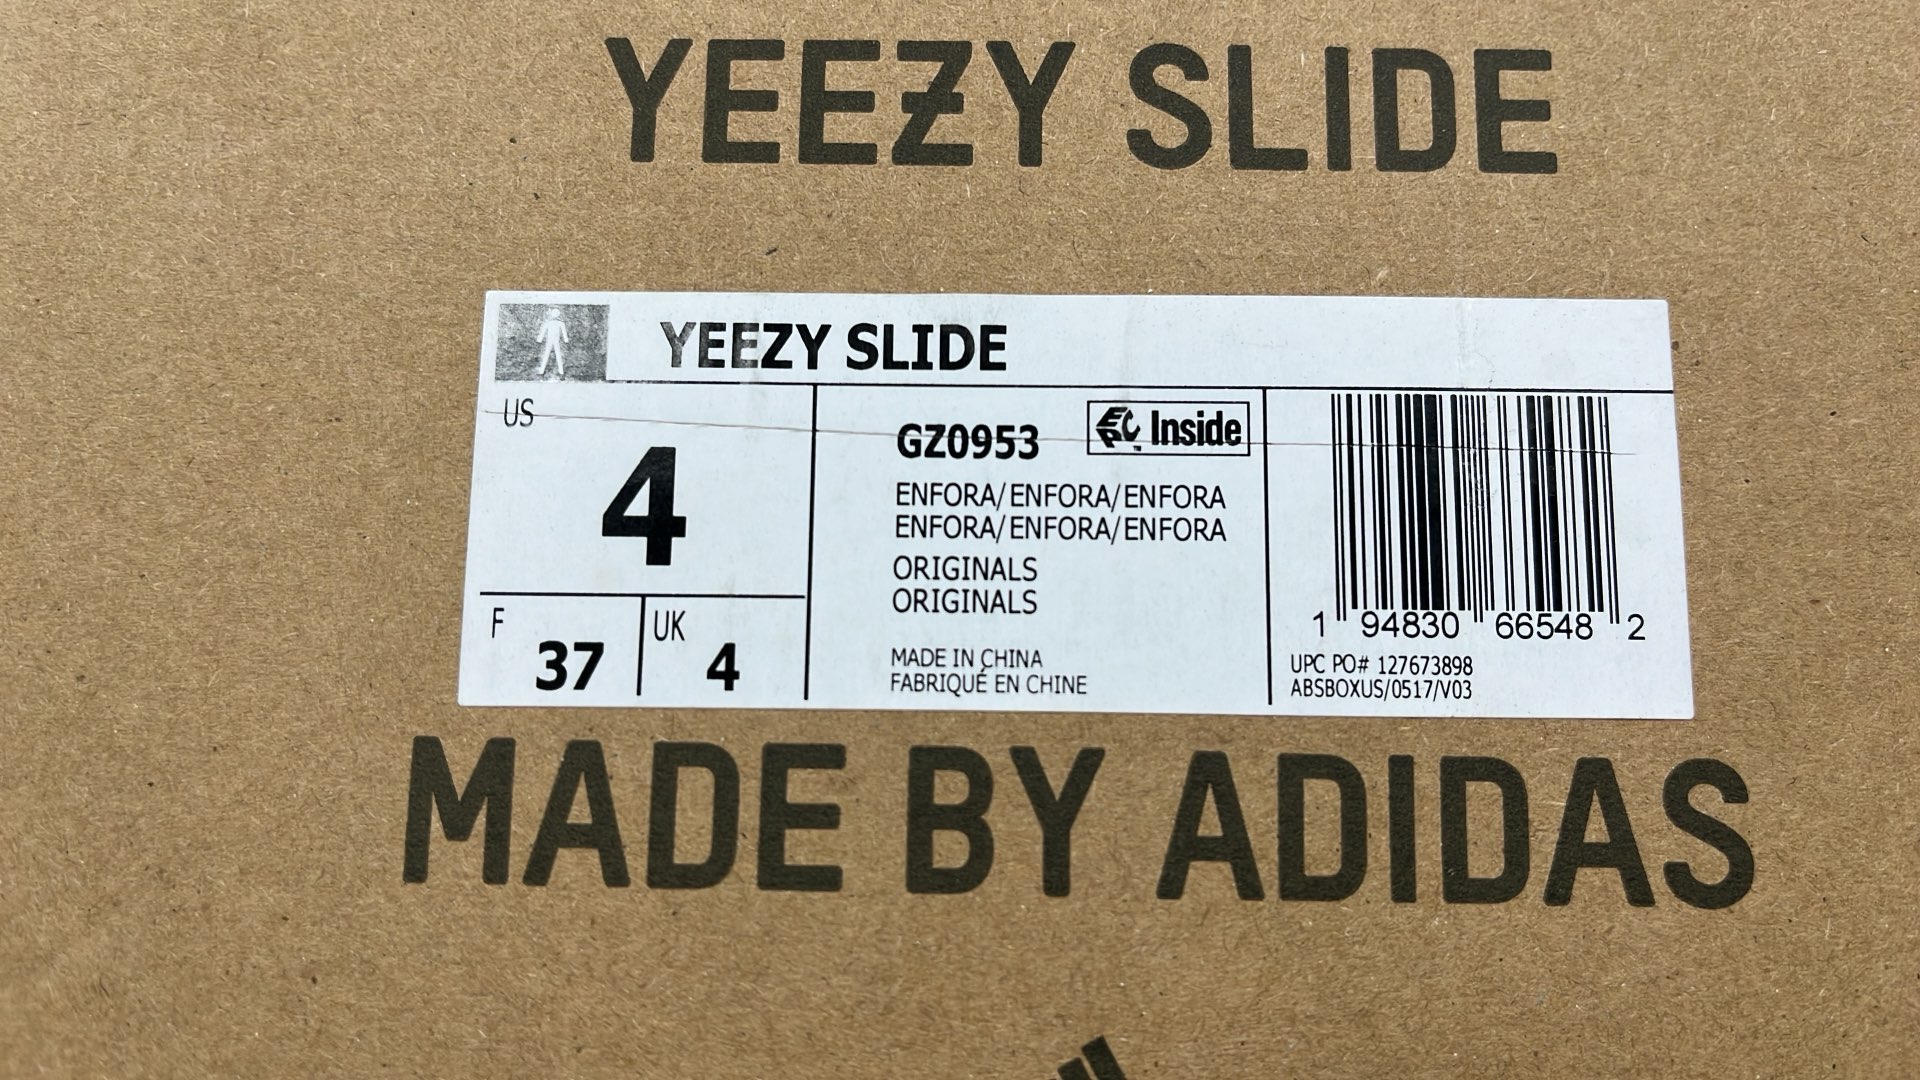 YEEZY SLIDE
YEEZY SLIDE
US
4
F 37
UK 4
GZ0953
EPC Inside
ENFORA/ENFORA/ENFORA
ENFORA/ENFORA/ENFORA
ORIGINALS
ORIGINALS
MADE IN CHINA
FABRIQUÉ EN CHINE
1 94830 66548 2
UPC PO# 127673898
ABSBOXUS/0517/V03
MADE BY ADIDAS